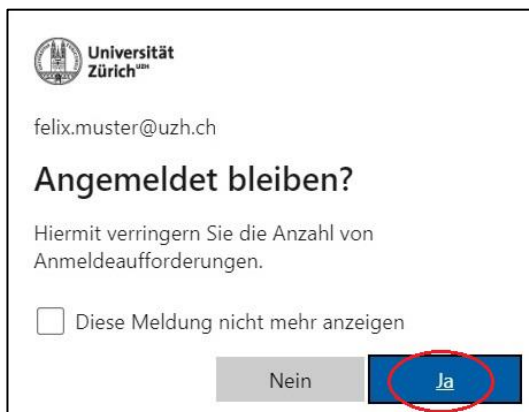 Universität
Zürich UZH
felix.muster@uzh.ch
Angemeldet bleiben?
Hiermit verringern Sie die Anzahl von
Anmeldeaufforderungen.
Diese Meldung nicht mehr anzeigen
Nein
Ja